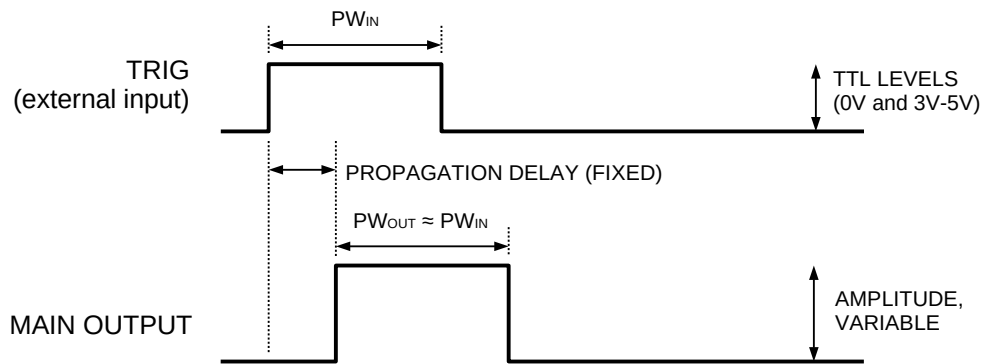 PWIN
TRIG
(external input)
TTL LEVELS
(0V and 3V-5V)
PROPAGATION DELAY (FIXED)
PWOUT ≈ PWIN
MAIN OUTPUT
AMPLITUDE,
VARIABLE